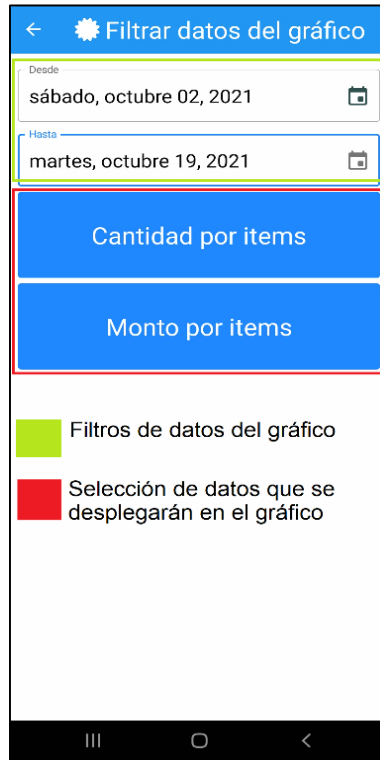 Filtrar datos del gráfico
Desde
sábado, octubre 02, 2021
Hasta
martes, octubre 19, 2021
Cantidad por items
Monto por items
Filtros de datos del gráfico
Selección de datos que se
desplegarán en el gráfico